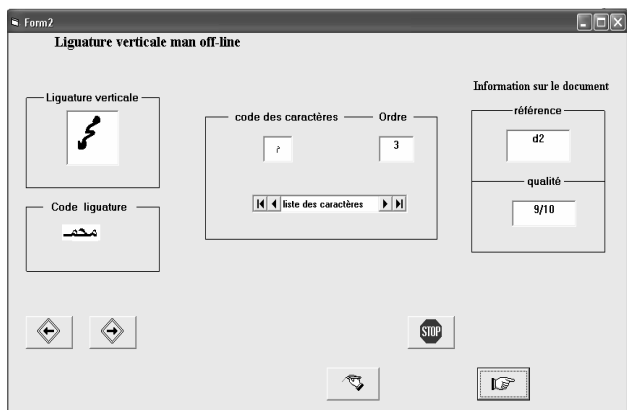 Form2
Liguature verticale man off-line
Information sur le document
Liguature verticale
code des caractères
Ordre
3
référence
d2
qualité
9/10
liste des caractères
Code liguature
محمـ
STOP